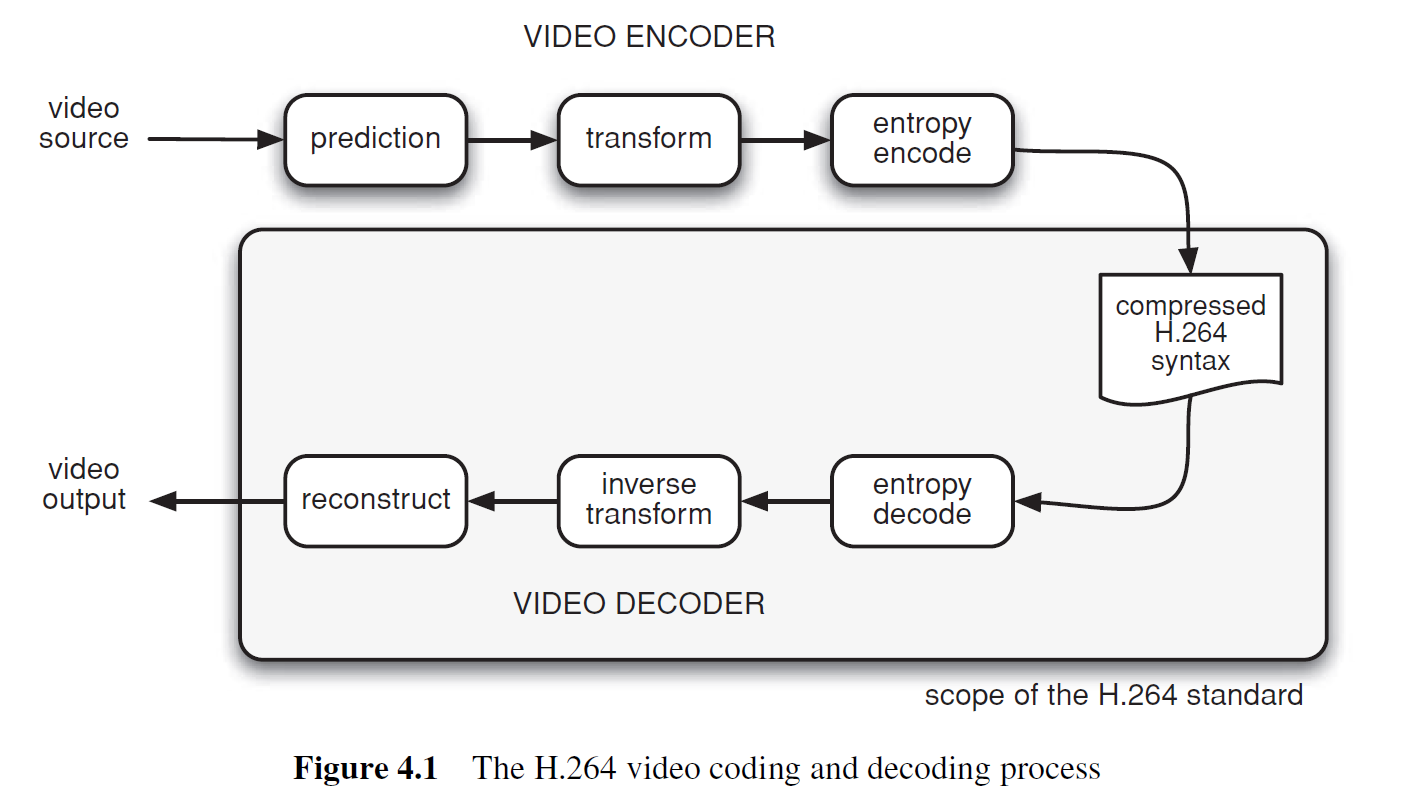 VIDEO ENCODER
video
source
prediction
transform
entropy
encode
compressed
H.264
syntax
video
output
reconstruct
inverse
transform
entropy
decode
VIDEO DECODER
scope of the H.264 standard
Figure 4.1 The H.264 video coding and decoding process